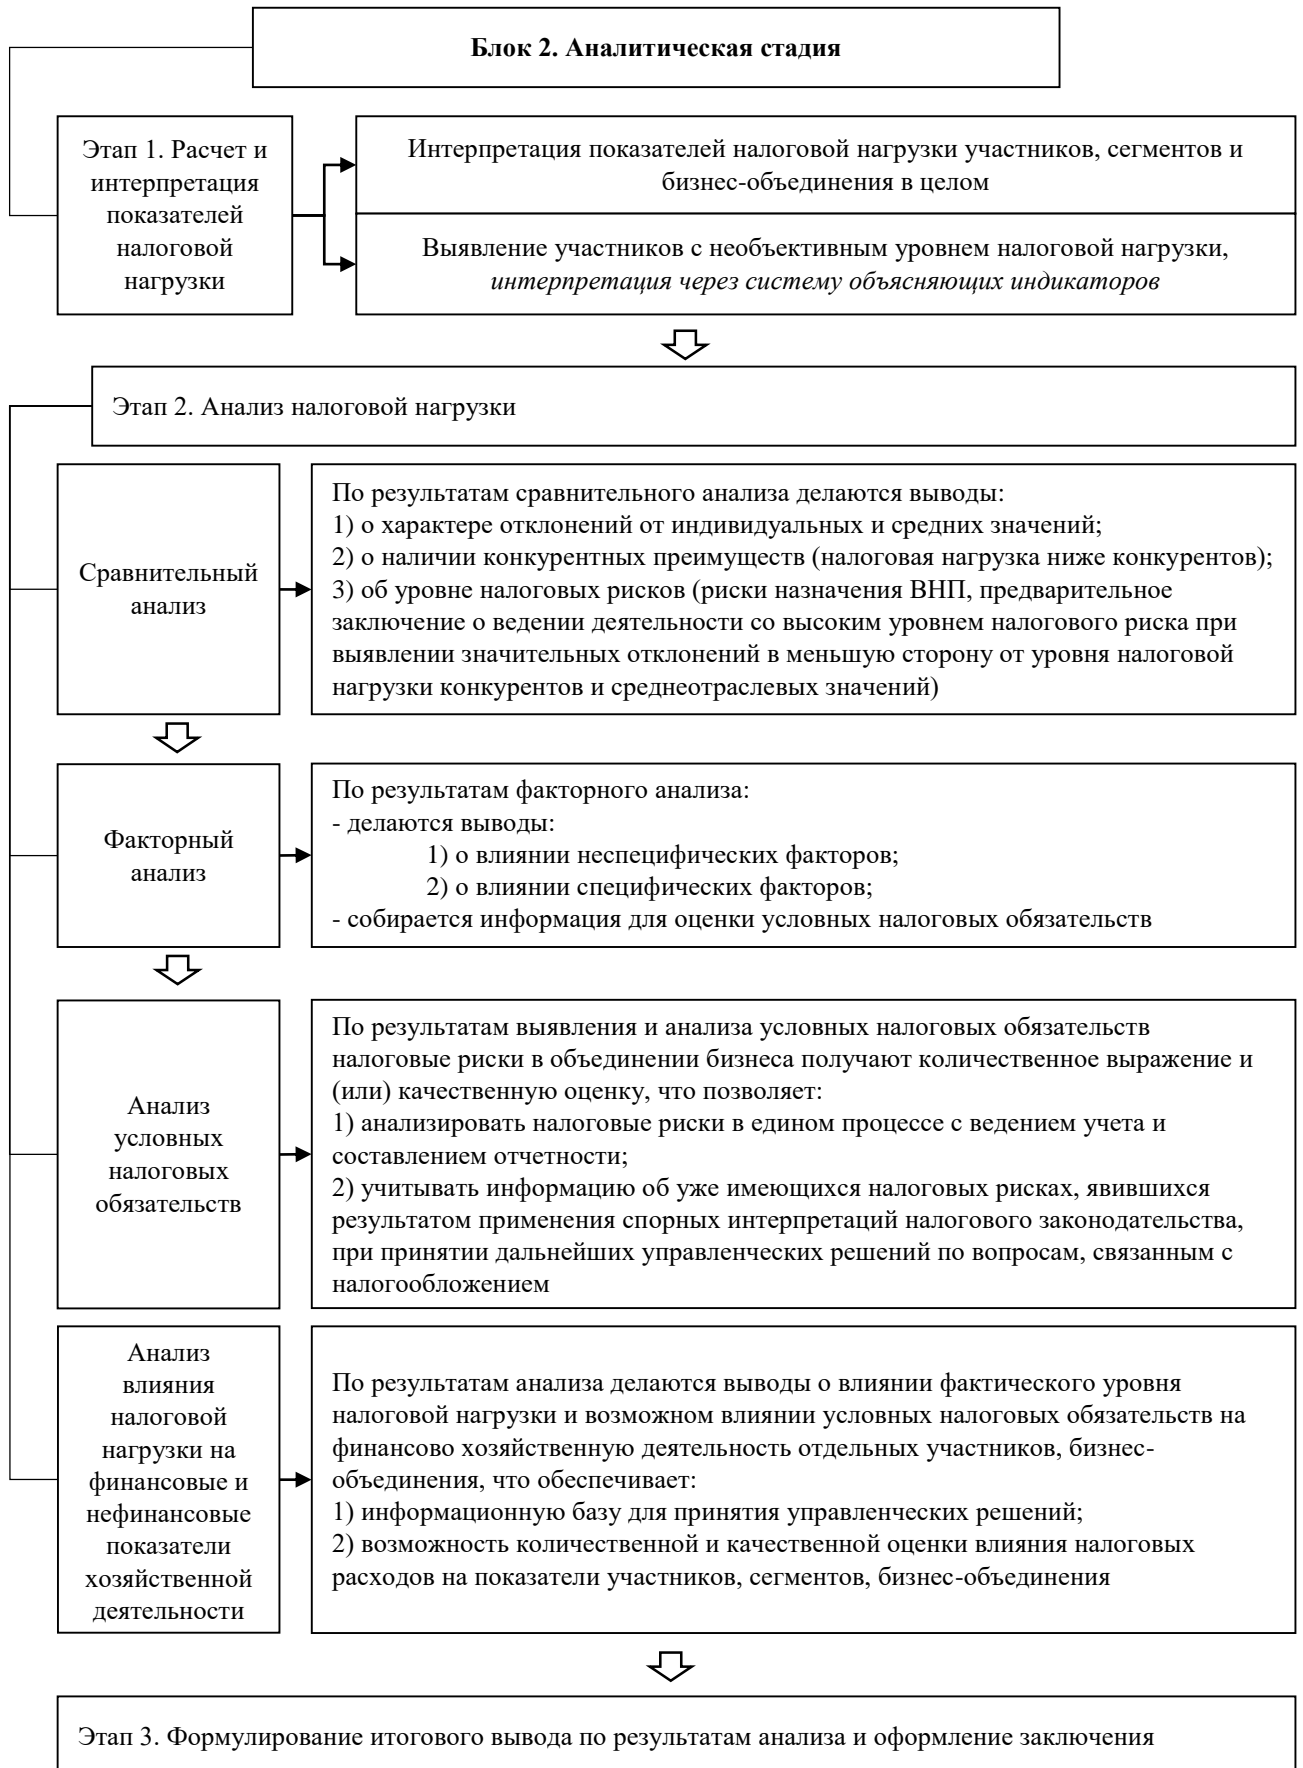 Блок 2. Аналитическая стадия
Этап 1. Расчет и
интерпретация
показателей
налоговой
нагрузки
Интерпретация показателей налоговой нагрузки участников, сегментов и
бизнес-объединения в целом
Выявление участников с необъективным уровнем налоговой нагрузки,
интерпретация через систему объясняющих индикаторов
Этап 2. Анализ налоговой нагрузки
Сравнительный
анализ
По результатам сравнительного анализа делаются выводы:
1) о характере отклонений от индивидуальных и средних значений;
2) о наличии конкурентных преимуществ (налоговая нагрузка ниже конкурентов);
3) об уровне налоговых рисков (риски назначения ВНП, предварительное
заключение о ведении деятельности со высоким уровнем налогового риска при
выявлении значительных отклонений в меньшую сторону от уровня налоговой
нагрузки конкурентов и среднеотраслевых значений)
Факторный
анализ
По результатам факторного анализа:
- делаются выводы:
1) о влиянии неспецифических факторов;
2) о влиянии специфических факторов;
- собирается информация для оценки условных налоговых обязательств
Анализ
условных
налоговых
обязательств
По результатам выявления и анализа условных налоговых обязательств
налоговые риски в объединении бизнеса получают количественное выражение и
(или) качественную оценку, что позволяет:
1) анализировать налоговые риски в едином процессе с ведением учета и
составлением отчетности;
2) учитывать информацию об уже имеющихся налоговых рисках, явившихся
результатом применения спорных интерпретаций налогового законодательства,
при принятии дальнейших управленческих решений по вопросам, связанным с
налогообложением
Анализ
влияния
налоговой
нагрузки на
финансовые и
нефинансовые
показатели
хозяйственной
деятельности
По результатам анализа делаются выводы о влиянии фактического уровня
налоговой нагрузки и возможном влиянии условных налоговых обязательств на
финансово хозяйственную деятельность отдельных участников, бизнес-
объединения, что обеспечивает:
1) информационную базу для принятия управленческих решений;
2) возможность количественной и качественной оценки влияния налоговых
расходов на показатели участников, сегментов, бизнес-объединения
Этап 3. Формулирование итогового вывода по результатам анализа и оформление заключения